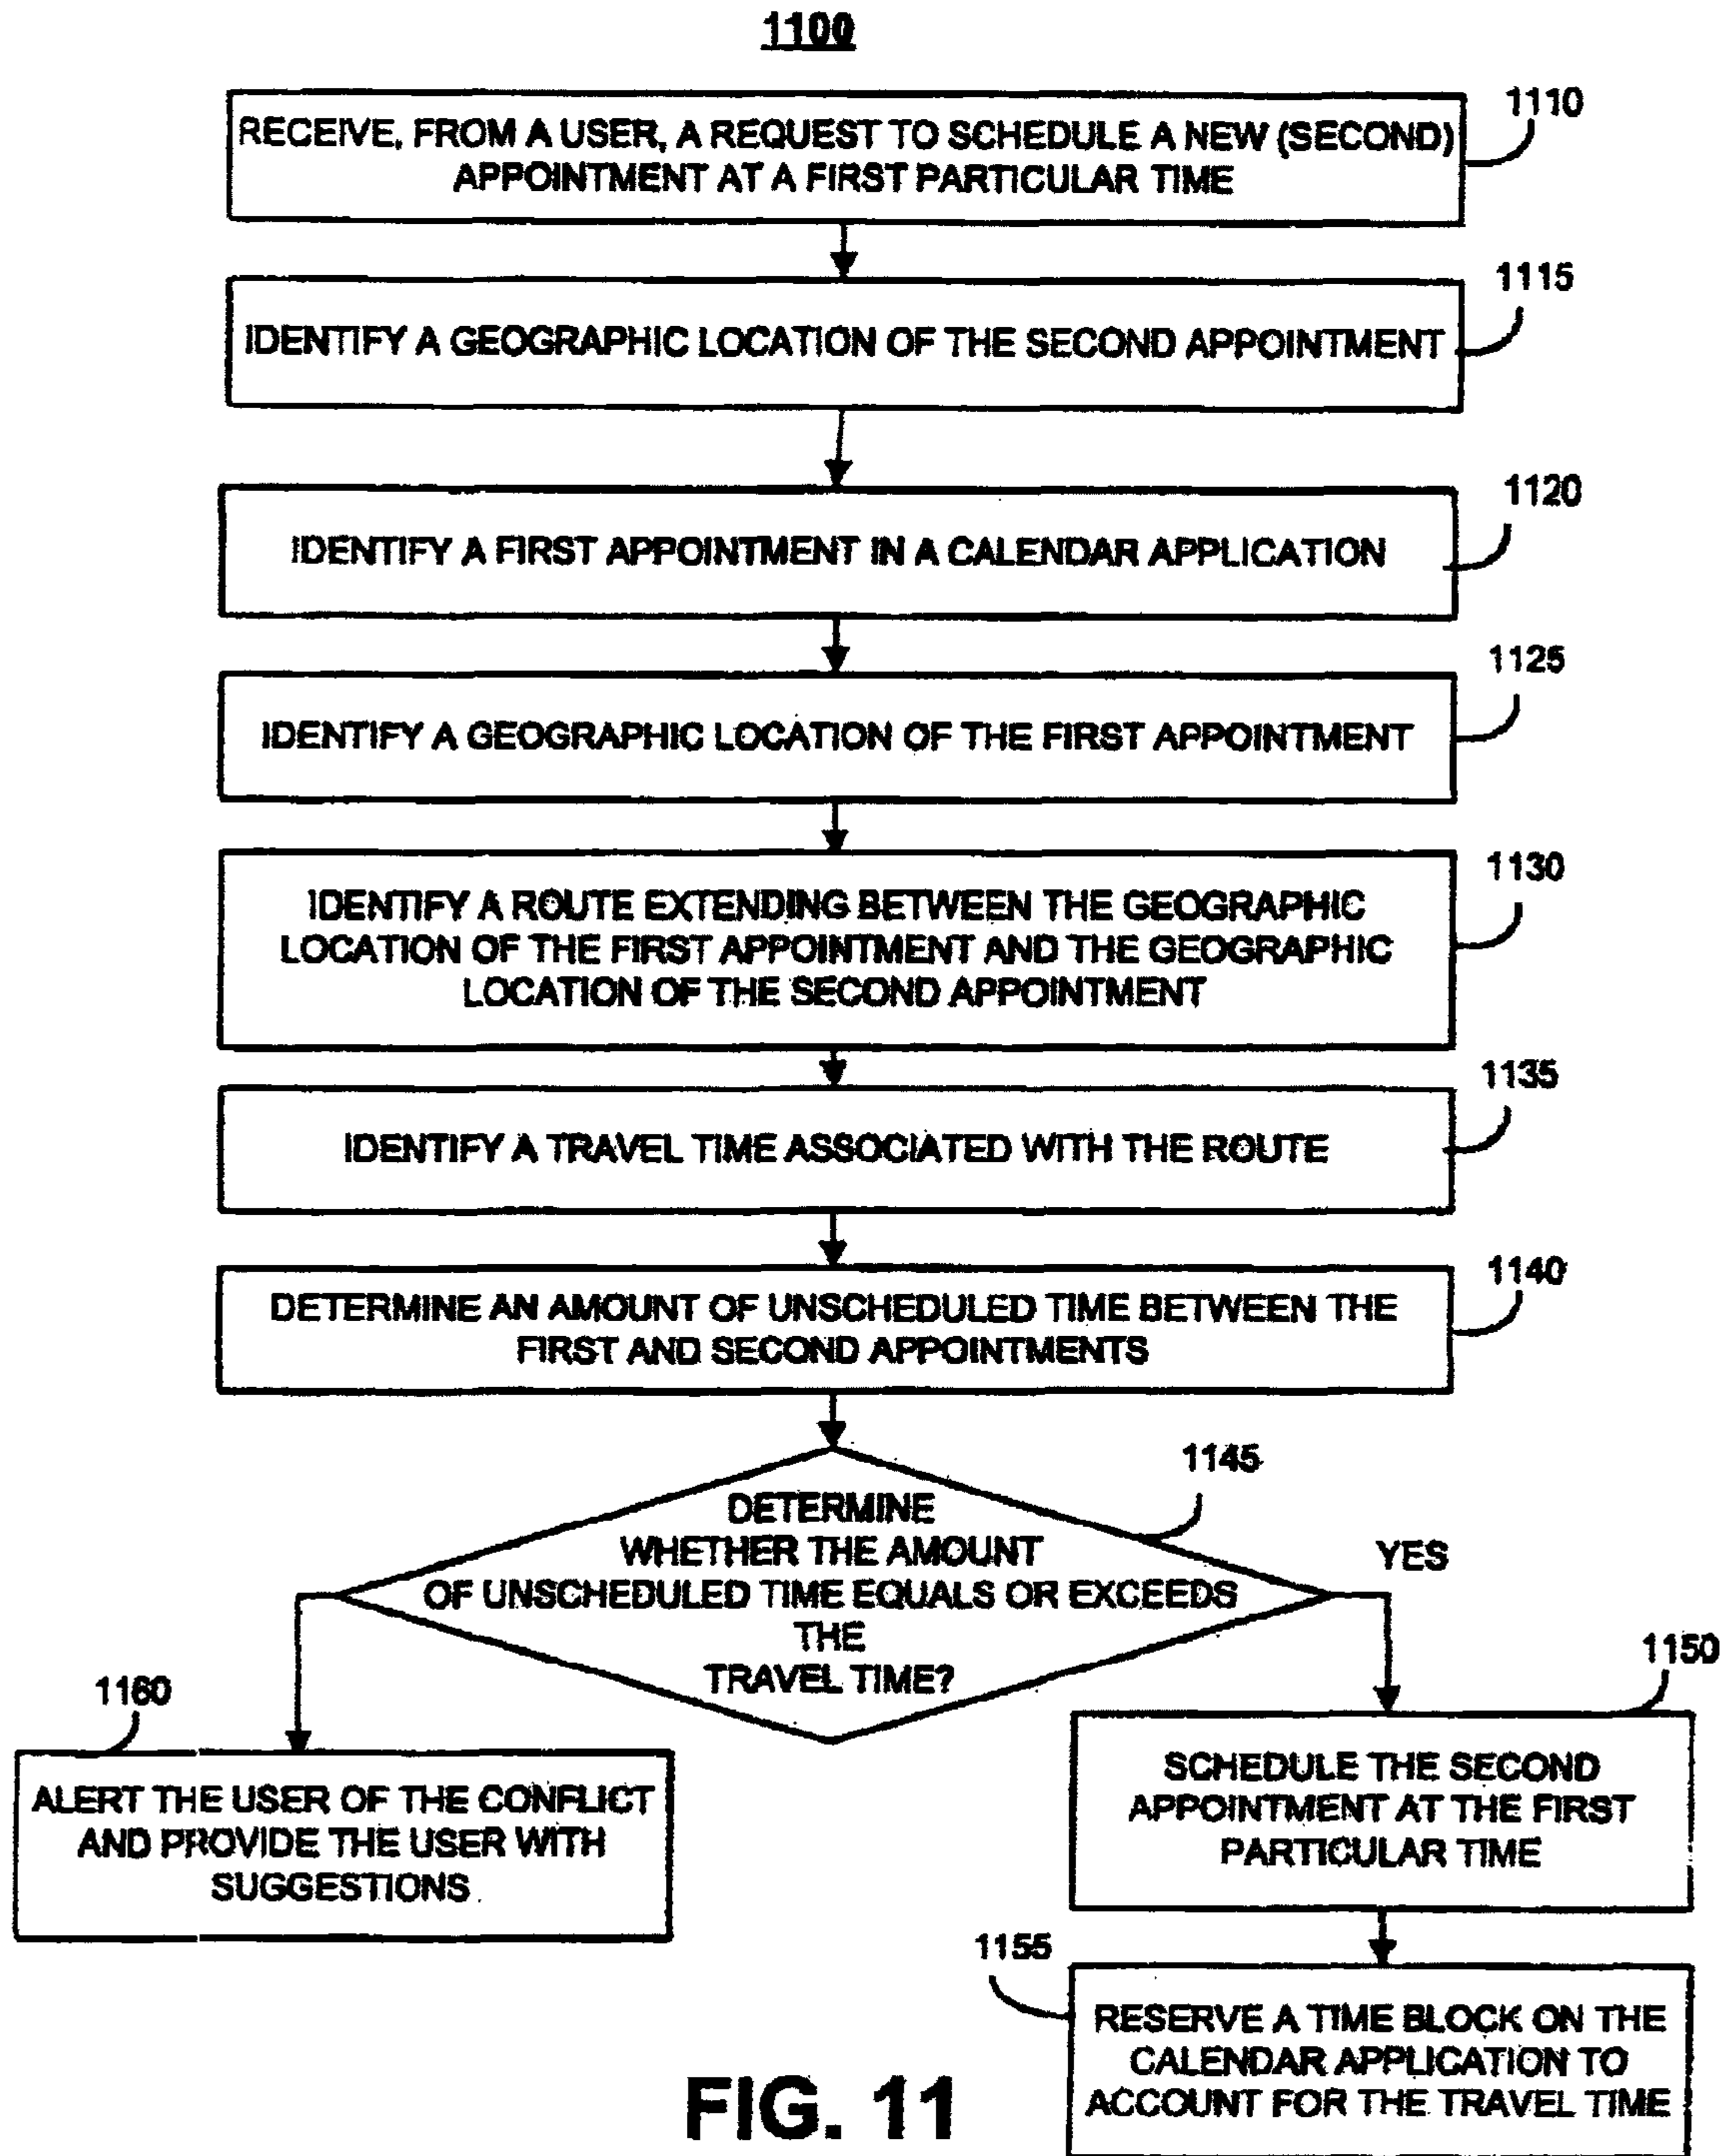 1100
RECEIVE, FROM A USER, A REQUEST TO SCHEDULE A NEW (SECOND)
APPOINTMENT AT A FIRST PARTICULAR TIME
1110
IDENTIFY A GEOGRAPHIC LOCATION OF THE SECOND APPOINTMENT
1115
IDENTIFY A FIRST APPOINTMENT IN A CALENDAR APPLICATION
1120
IDENTIFY A GEOGRAPHIC LOCATION OF THE FIRST APPOINTMENT
1125
IDENTIFY A ROUTE EXTENDING BETWEEN THE GEOGRAPHIC
LOCATION OF THE FIRST APPOINTMENT AND THE GEOGRAPHIC
LOCATION OF THE SECOND APPOINTMENT
1130
IDENTIFY A TRAVEL TIME ASSOCIATED WITH THE ROUTE
1135
DETERMINE AN AMOUNT OF UNSCHEDULED TIME BETWEEN THE
FIRST AND SECOND APPOINTMENTS
1140
DETERMINE
WHETHER THE AMOUNT
OF UNSCHEDULED TIME EQUALS OR EXCEEDS
THE
TRAVEL TIME?
1145
YES
1160
ALERT THE USER OF THE CONFLICT
AND PROVIDE THE USER WITH
SUGGESTIONS
1150
SCHEDULE THE SECOND
APPOINTMENT AT THE FIRST
PARTICULAR TIME
1155
RESERVE A TIME BLOCK ON THE
CALENDAR APPLICATION TO
ACCOUNT FOR THE TRAVEL TIME
FIG. 11